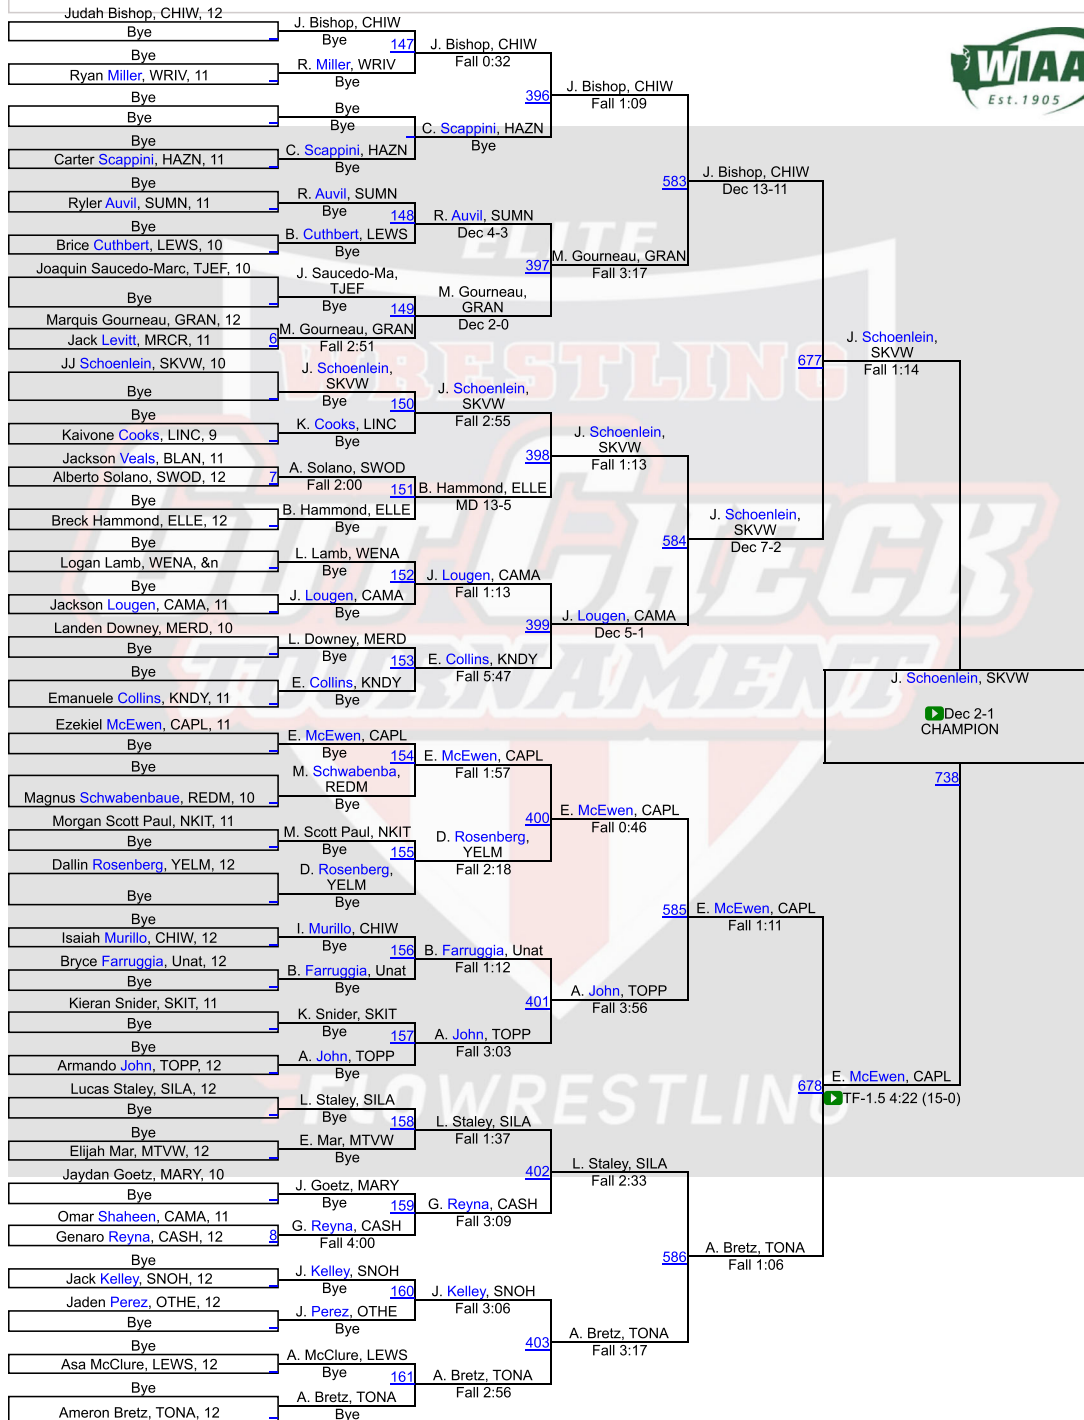 Judah Bishop, CHIW, 12
Bye
Bye
Ryan Miller, WRIV, 11
Bye
Bye
Bye
Carter Scappini, HAZN, 11
Bye
Ryler Auvil, SUMN, 11
Bye
Brice Cuthbert, LEWS, 10
Joaquin Saucedo-Marc, TJEF, 10
Bye
Marquis Gourneau, GRAN, 12
Jack Levitt, MRCR, 11
6
JJ Schoenlein, SKVW, 10
Bye
Bye
Kaivone Cooks, LINC, 9
Jackson Veals, BLAN, 11
Alberto Solano, SWOD, 12
7
Bye
Breck Hammond, ELLE, 12
Bye
Logan Lamb, WENA, &n
Bye
Jackson Lougen, CAMA, 11
Landen Downey, MERD, 10
Bye
Bye
Emanuele Collins, KNDY, 11
Ezekiel McEwen, CAPL, 11
Bye
Bye
Magnus Schwabenbaue, REDM, 10
Morgan Scott Paul, NKIT, 11
Bye
Dallin Rosenberg, YELM, 12
Bye
Bye
Isaiah Murillo, CHIW, 12
Bryce Farruggia, Unat, 12
Bye
Kieran Snider, SKIT, 11
Bye
Bye
Armando John, TOPP, 12
Lucas Staley, SILA, 12
Bye
Bye
Elijah Mar, MTVW, 12
Jaydan Goetz, MARY, 10
Bye
Omar Shaheen, CAMA, 11
Genaro Reyna, CASH, 12
8
Bye
Jack Kelley, SNOH, 12
Jaden Perez, OTHE, 12
Bye
Bye
Asa McClure, LEWS, 12
Bye
Ameron Bretz, TONA, 12
J. Bishop, CHIW
Bye
147
R. Miller, WRIV
Bye
Bye
Bye
C. Scappini, HAZN
Bye
R. Auvil, SUMN
Bye
148
B. Cuthbert, LEWS
Bye
J. Saucedo-Ma,
TJEF
Bye
149
M. Gourneau, GRAN
Fall 2:51
J. Schoenlein,
SKVW
Bye
150
K. Cooks, LINC
Bye
A. Solano, SWOD
Fall 2:00
151
B. Hammond, ELLE
Bye
L. Lamb, WENA
Bye
152
J. Lougen, CAMA
Bye
L. Downey, MERD
Bye
153
E. Collins, KNDY
Bye
E. McEwen, CAPL
Bye
154
M. Schwabenba,
REDM
Bye
M. Scott Paul, NKIT
Bye
155
D. Rosenberg,
YELM
Bye
I. Murillo, CHIW
Bye
156
B. Farruggia, Unat
Bye
K. Snider, SKIT
Bye
157
A. John, TOPP
Bye
L. Staley, SILA
Bye
158
E. Mar, MTVW
Bye
J. Goetz, MARY
Bye
159
G. Reyna, CASH
Fall 4:00
J. Kelley, SNOH
Bye
160
J. Perez, OTHE
Bye
A. McClure, LEWS
Bye
161
A. Bretz, TONA
Bye
J. Bishop, CHIW
Fall 0:32
396
C. Scappini, HAZN
Bye
R. Auvil, SUMN
Dec 4-3
397
M. Gourneau,
GRAN
Dec 2-0
J. Schoenlein,
SKVW
Fall 2:55
398
B. Hammond, ELLE
MD 13-5
J. Lougen, CAMA
Fall 1:13
399
E. Collins, KNDY
Fall 5:47
E. McEwen, CAPL
Fall 1:57
400
D. Rosenberg,
YELM
Fall 2:18
B. Farruggia, Unat
Fall 1:12
401
A. John, TOPP
Fall 3:03
L. Staley, SILA
Fall 1:37
402
G. Reyna, CASH
Fall 3:09
J. Kelley, SNOH
Fall 3:06
403
A. Bretz, TONA
Fall 2:56
J. Bishop, CHIW
Fall 1:09
583
M. Gourneau, GRAN
Fall 3:17
J. Schoenlein,
SKVW
Fall 1:13
584
J. Lougen, CAMA
Dec 5-1
E. McEwen, CAPL
Fall 0:46
585
A. John, TOPP
Fall 3:56
L. Staley, SILA
Fall 2:33
586
A. Bretz, TONA
Fall 3:17
J. Bishop, CHIW
Dec 13-11
677
J. Schoenlein,
SKVW
Dec 7-2
E. McEwen, CAPL
Fall 1:11
678
A. Bretz, TONA
Fall 1:06
J. Schoenlein,
SKVW
Fall 1:14
E. McEwen, CAPL
TF-1.5 4:22 (15-0)
J. Schoenlein, SKVW
Dec 2-1
CHAMPION
738
WIAA
Est.1905
ELITE
WRESTLING
GUT CHECK
TOURNAMENT
FLOWRESTLING